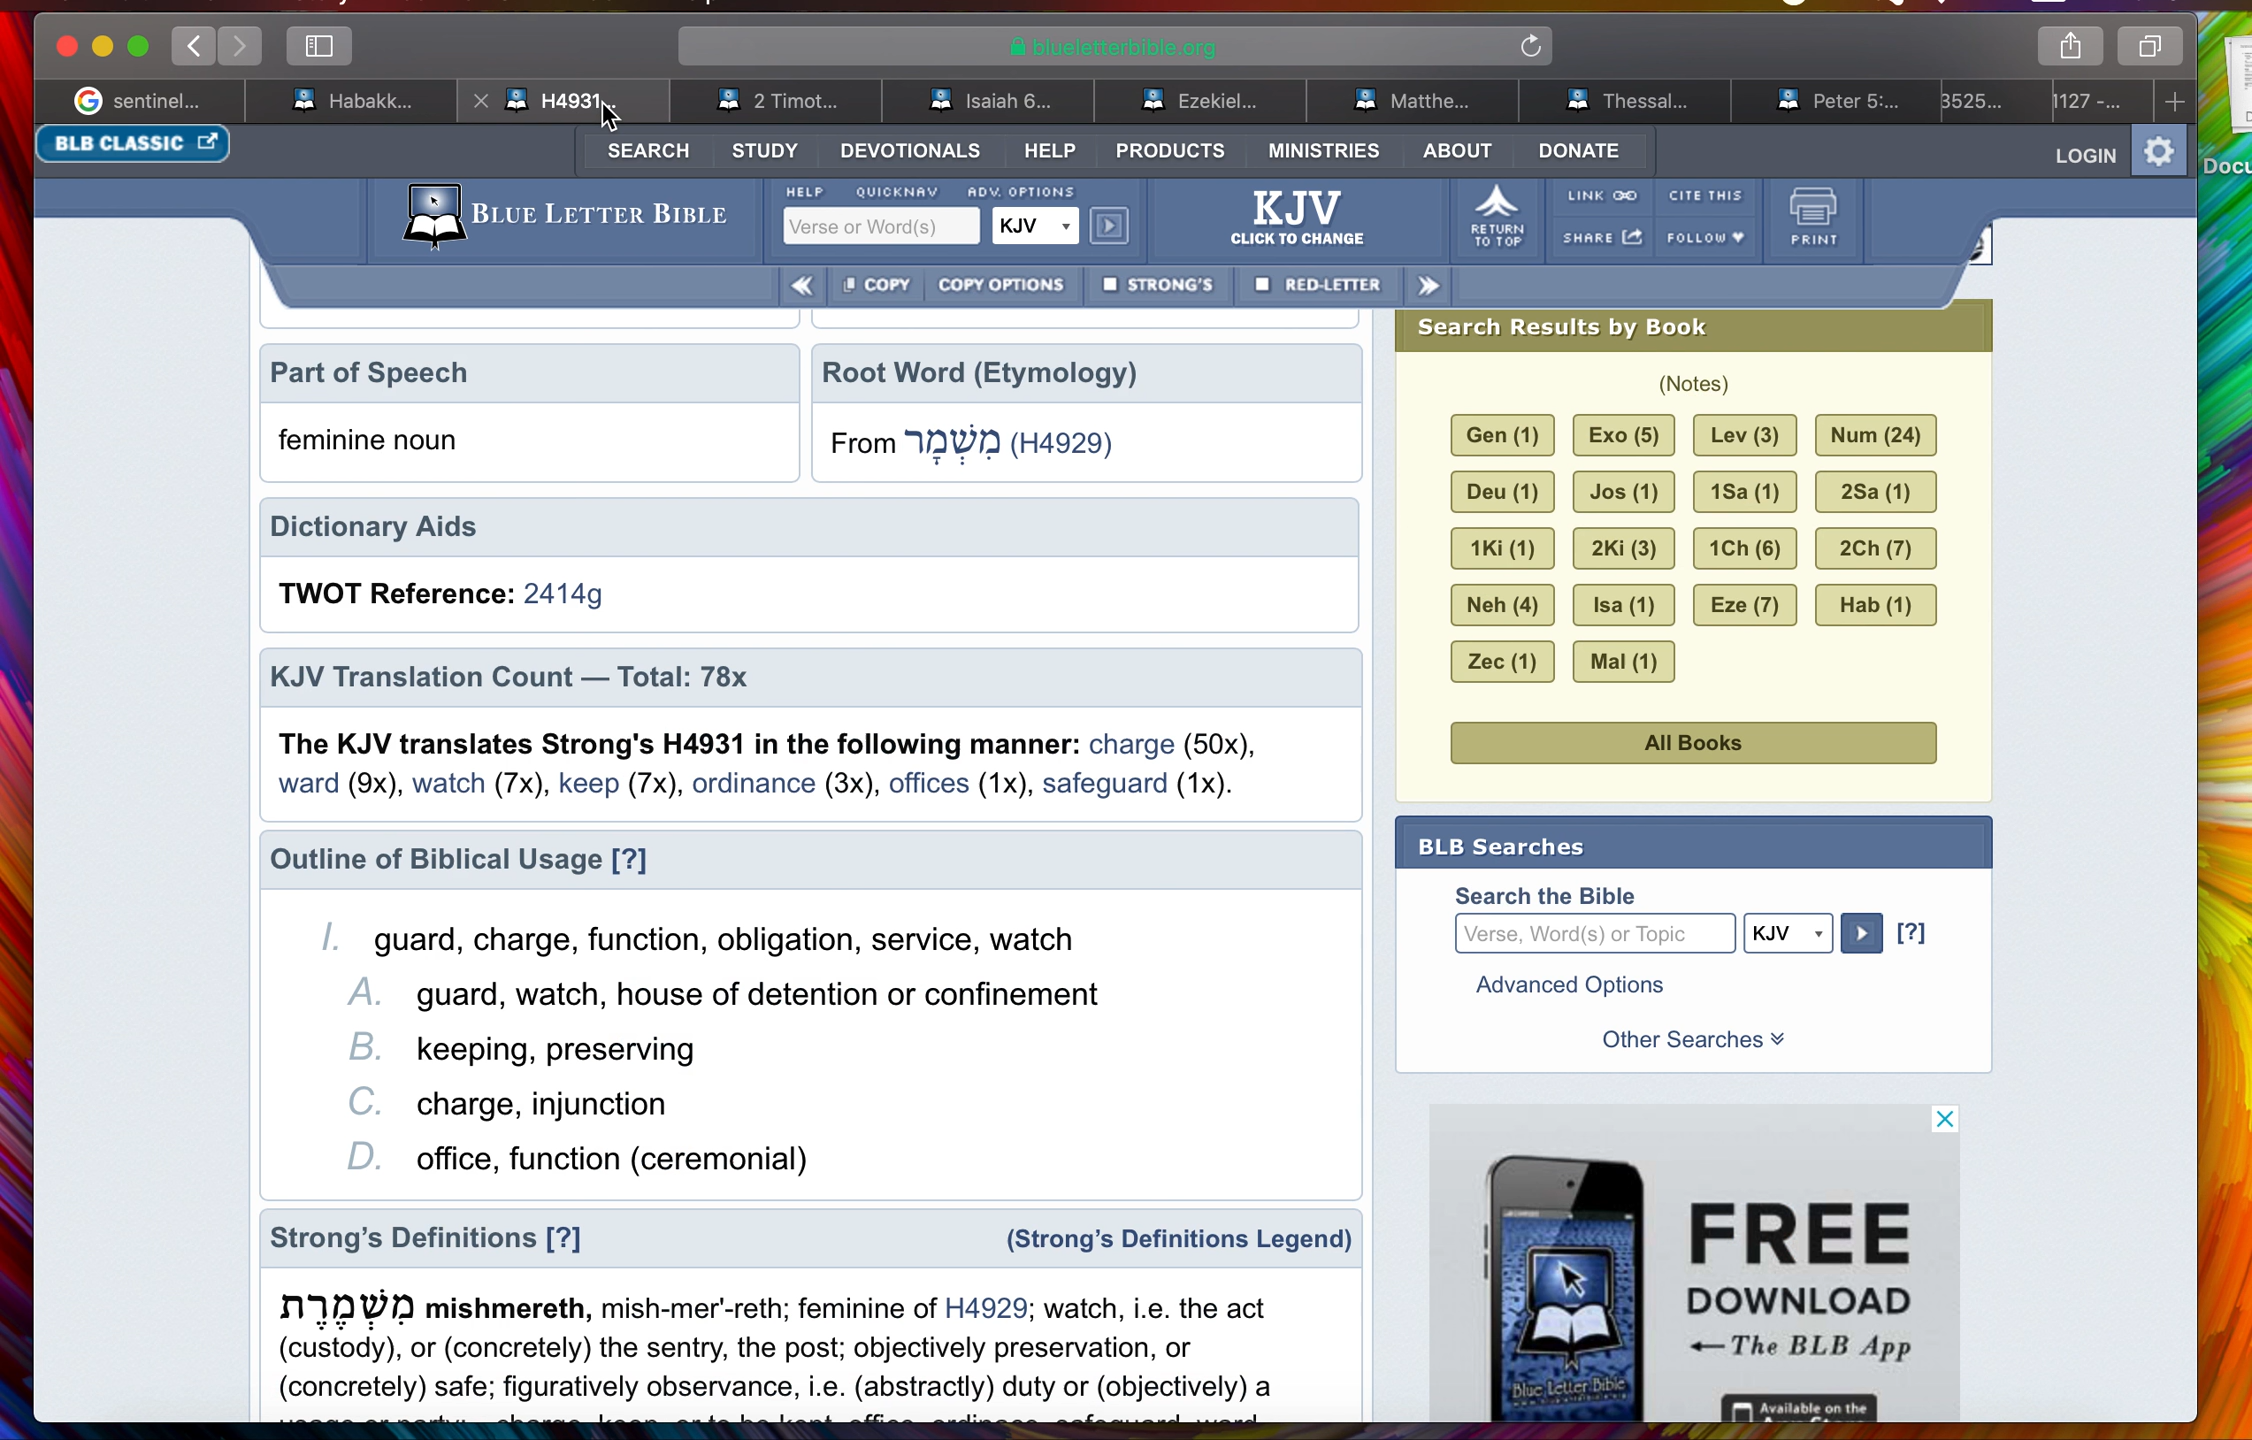 blueletterbible.org
sentinel...
Habakk...
H4931...
2 Timot...
Isaiah 6...
Ezekiel...
Matthe...
Thessal...
Peter 5:...
3525...
1127 -...
BLB CLASSIC
SEARCH
STUDY
DEVOTIONALS
HELP
PRODUCTS
MINISTRIES
ABOUT
DONATE
LOGIN
BLUE LETTER BIBLE
HELP QUICKNAV ADV. OPTIONS
Verse or Word(s)
KJV
KJV
CLICK TO CHANGE
RETURN
TO TOP
LINK
CITE THIS
SHARE
FOLLOW
PRINT
COPY
COPY OPTIONS
STRONG'S
RED-LETTER
Part of Speech
feminine noun
Root Word (Etymology)
From מִשְׁמָר (H4929)
Dictionary Aids
TWOT Reference: 2414g
KJV Translation Count — Total: 78x
The KJV translates Strong's H4931 in the following manner: charge (50x),
ward (9x), watch (7x), keep (7x), ordinance (3x), offices (1x), safeguard (1x).
Outline of Biblical Usage [?]
I. guard, charge, function, obligation, service, watch
A. guard, watch, house of detention or confinement
B. keeping, preserving
C. charge, injunction
D. office, function (ceremonial)
Strong's Definitions [?]
(Strong's Definitions Legend)
מִשְׁמֶרֶת mishmereth, mish-mer'-reth; feminine of H4929; watch, i.e. the act
(custody), or (concretely) the sentry, the post; objectively preservation, or
(concretely) safe; figuratively observance, i.e. (abstractly) duty or (objectively) a
Search Results by Book
(Notes)
Gen (1) Exo (5) Lev (3) Num (24)
Deu (1) Jos (1) 1Sa (1) 2Sa (1)
1Ki (1) 2Ki (3) 1Ch (6) 2Ch (7)
Neh (4) Isa (1) Eze (7) Hab (1)
Zec (1) Mal (1)
All Books
BLB Searches
Search the Bible
Verse, Word(s) or Topic
KJV
[?]
Advanced Options
Other Searches
FREE
DOWNLOAD
The BLB App
Blue Letter Bible
Available on the
Docu